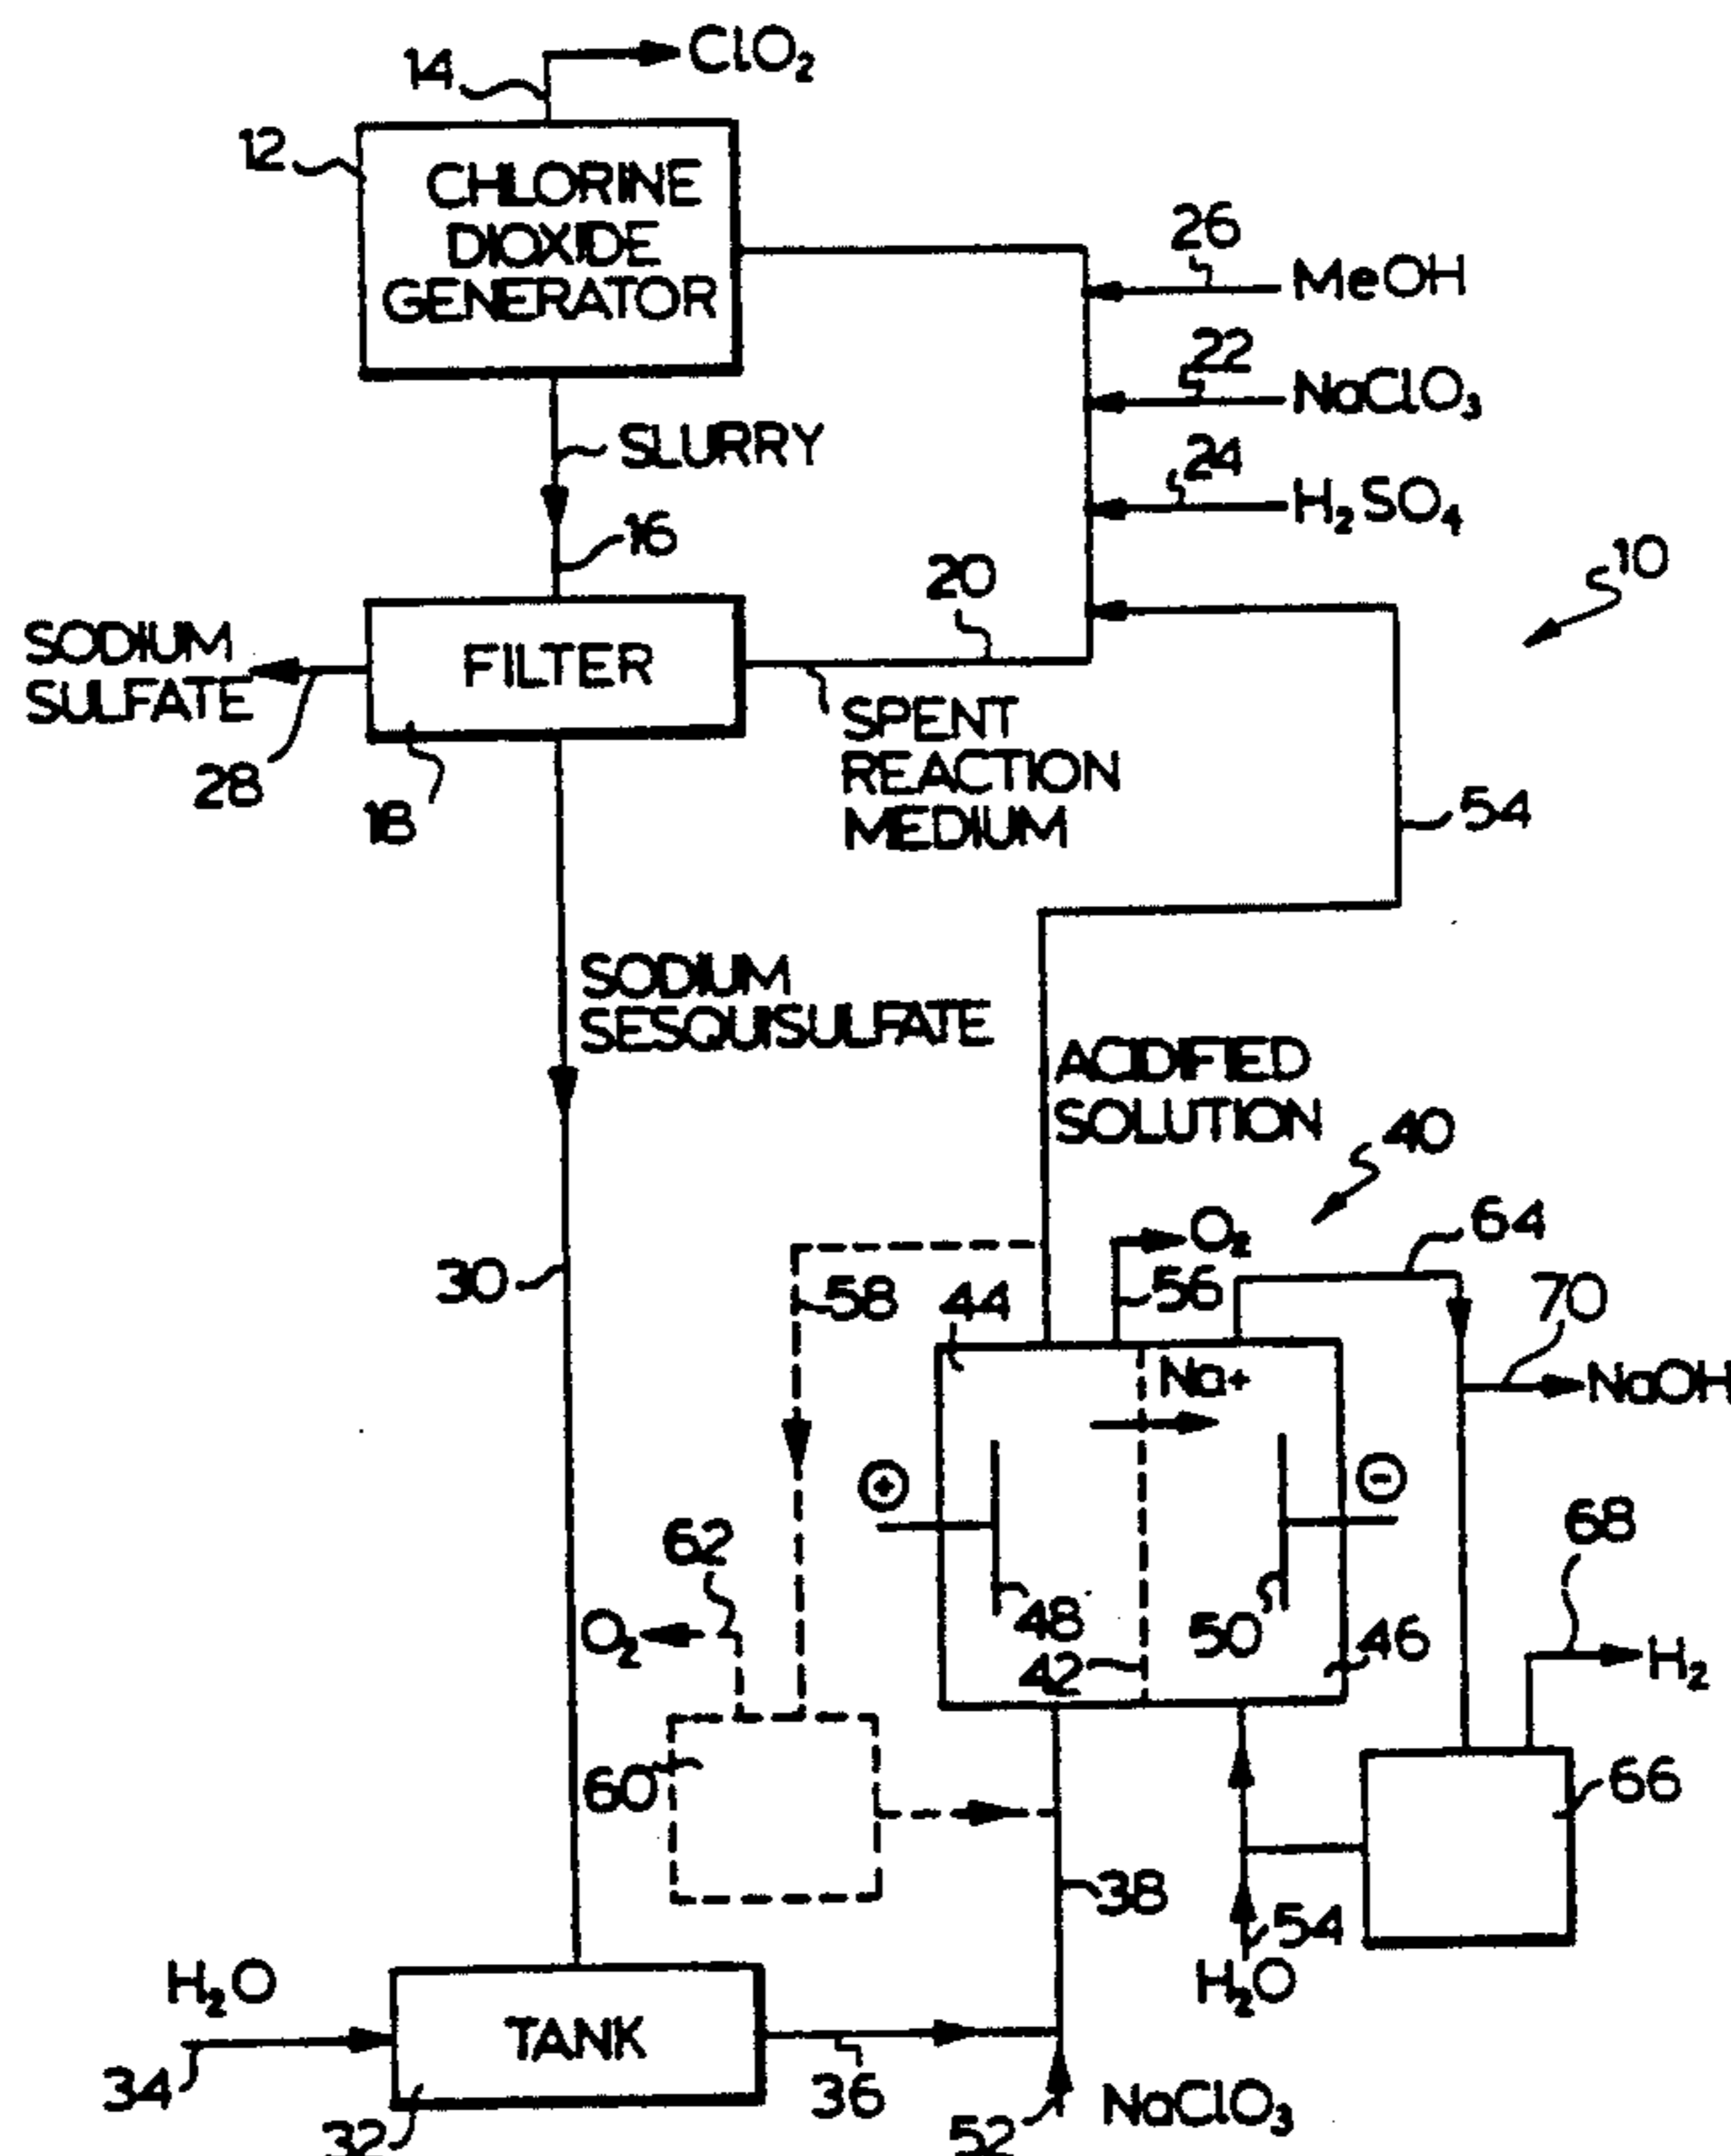 14
ClO₂
12
CHLORINE
DIOXIDE
GENERATOR
26
MeOH
22
NaClO₃
SLURRY
24
H₂SO₄
16
10
20
SODIUM
SULFATE
FILTER
SPENT
REACTION
MEDIUM
28
18
54
SODIUM
SESQUISULFATE
ACIDIFIED
SOLUTION
40
O₂
64
30
58
44
56
70
Na+
NaOH
+
-
62
68
O₂
48
50
46
42
H₂
60
66
38
54
H₂O
H₂O
TANK
34
36
NaClO₃
32
52